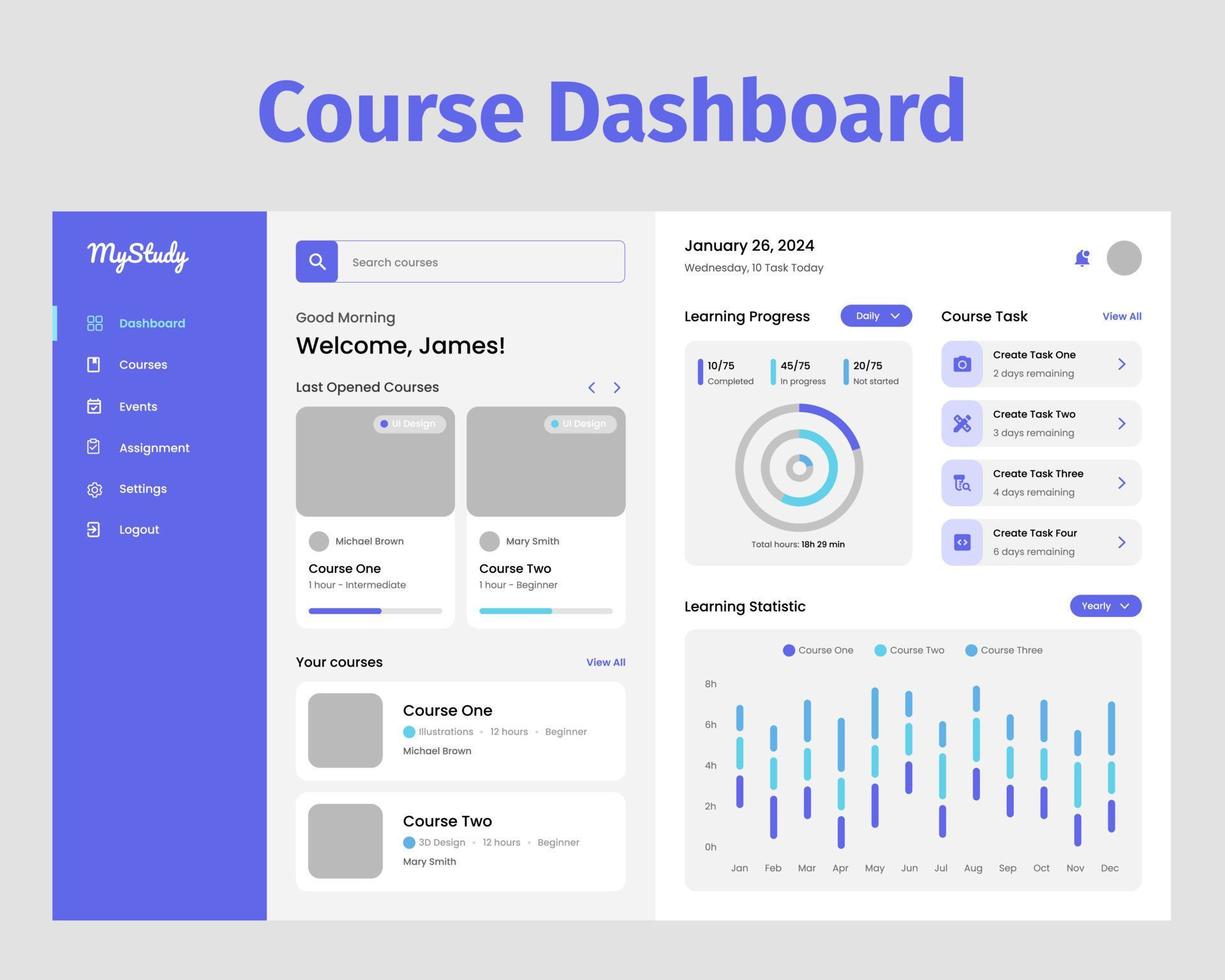 Course Dashboard
MyStudy
Dashboard
Courses
Events
Assignment
Settings
Logout
Search courses
Good Morning
Welcome, James!
Last Opened Courses
UI Design
Michael Brown
Course One
1 hour - Intermediate
UI Design
Mary Smith
Course Two
1 hour - Beginner
Your courses
View All
Course One
Illustrations • 12 hours • Beginner
Michael Brown
Course Two
3D Design • 12 hours • Beginner
Mary Smith
January 26, 2024
Wednesday, 10 Task Today
Learning Progress
Daily
10/75
Completed
45/75
In progress
20/75
Not started
Total hours: 18h 29 min
Course Task
View All
Create Task One
2 days remaining
Create Task Two
3 days remaining
Create Task Three
4 days remaining
Create Task Four
6 days remaining
Learning Statistic
Yearly
Course One
Course Two
Course Three
8h
6h
4h
2h
0h
Jan Feb Mar Apr May Jun Jul Aug Sep Oct Nov Dec